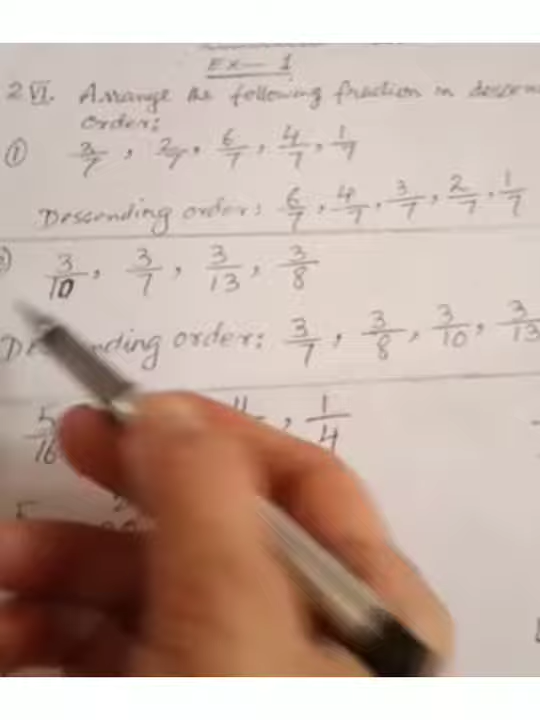 Ex— 1
2 VI. Arrange the following fraction in
order:
① 3/7 , 2/7 , 6/7 , 4/7 , 1/7
Descending order: 6/7 , 4/7 , 3/7 , 2/7 , 1/7
3/10 , 3/7 , 3/13 , 3/8
order: 3/7 , 3/8 , 3/10 , 3/13
5/16 , 1/4